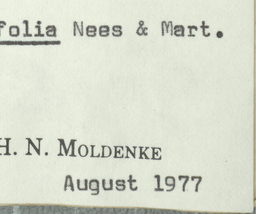 folia Nees & Mart.
H. N. MOLDENKE
August 1977